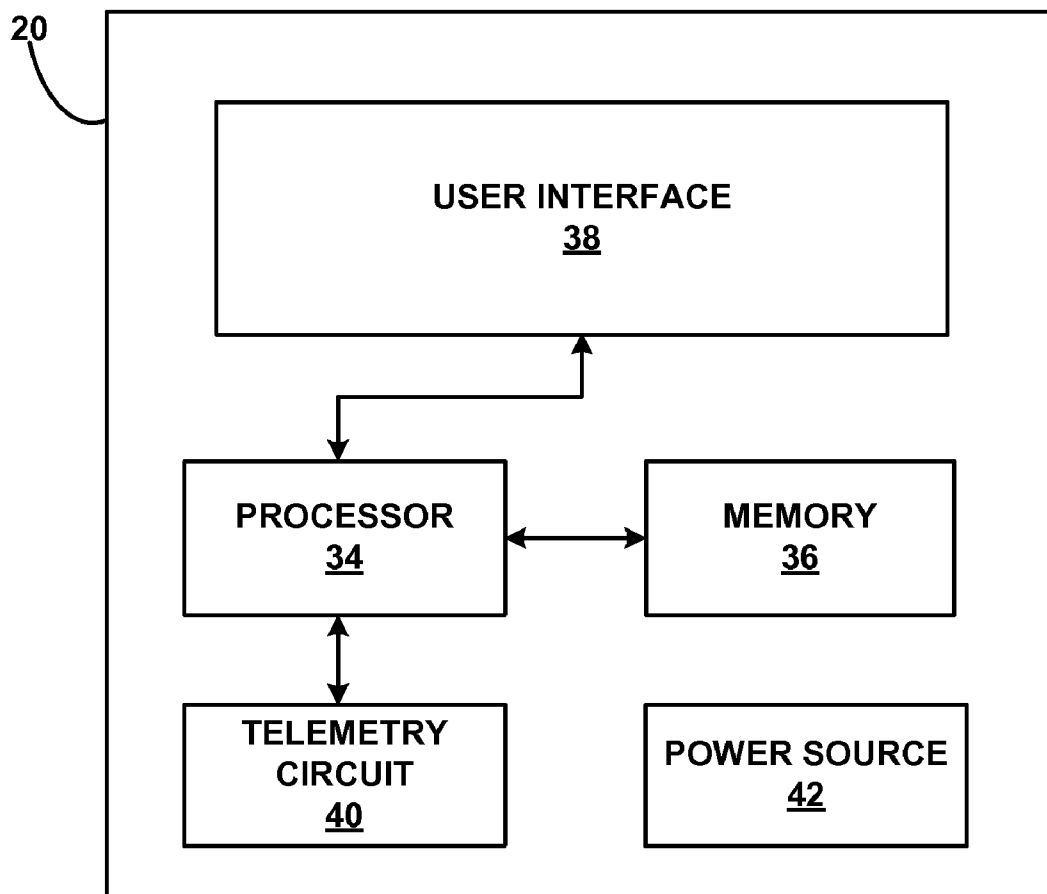 20
USER INTERFACE
38
PROCESSOR
34
MEMORY
36
TELEMETRY
CIRCUIT
40
POWER SOURCE
42